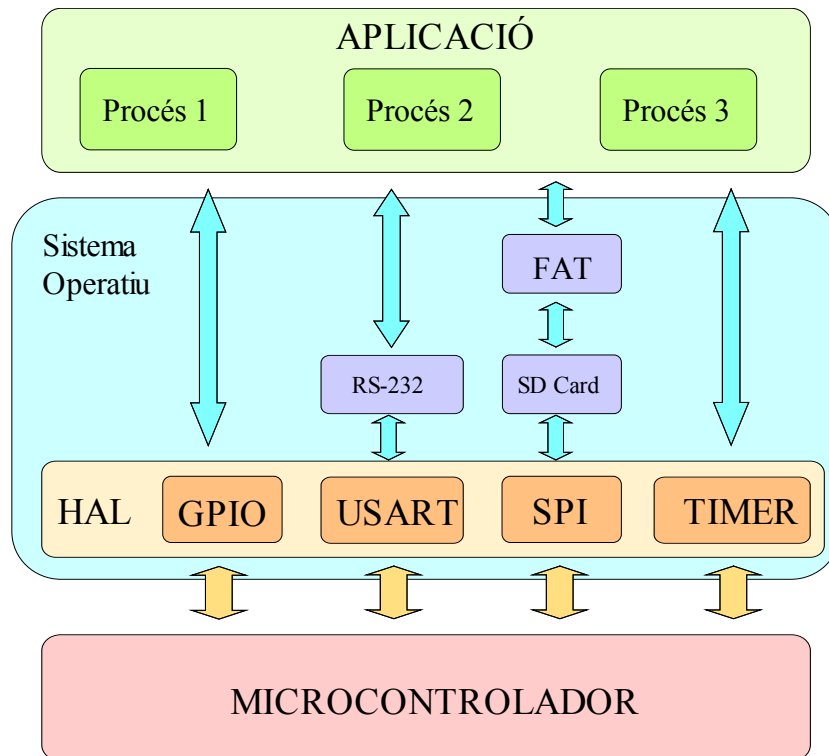 APLICACIÓ
Procés 1
Procés 2
Procés 3
Sistema
Operatiu
FAT
RS-232
SD Card
HAL
GPIO
USART
SPI
TIMER
MICROCONTROLADOR